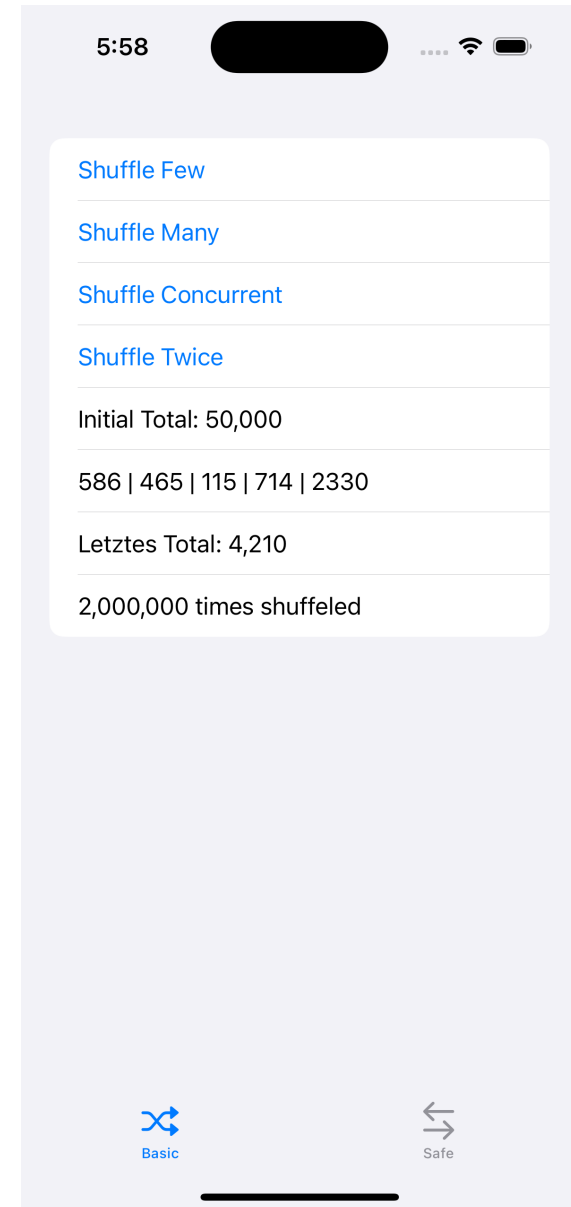 5:58
Shuffle Few
Shuffle Many
Shuffle Concurrent
Shuffle Twice
Initial Total: 50,000
586 | 465 | 115 | 714 | 2330
Letztes Total: 4,210
2,000,000 times shuffeled
Basic
Safe